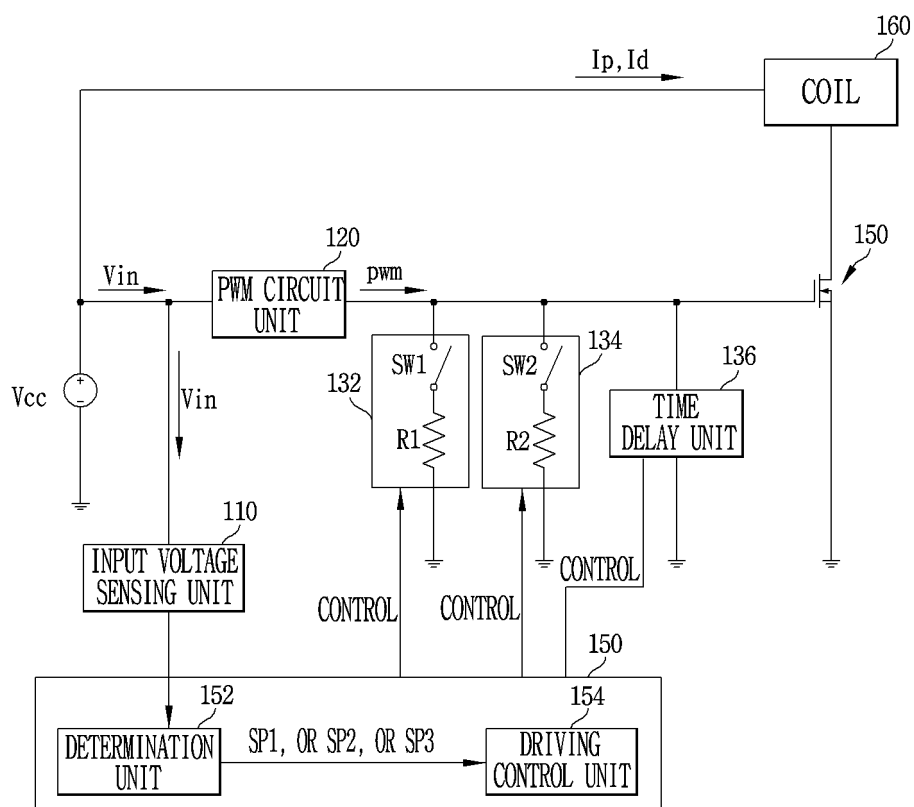 160
Ip, Id
COIL
120
150
Vin
PWM CIRCUIT
UNIT
pwm
SW1
SW2
134
132
136
Vcc
+
-
Vin
R1
R2
TIME
DELAY UNIT
110
INPUT VOLTAGE
SENSING UNIT
CONTROL
CONTROL
CONTROL
150
152
154
DETERMINATION
UNIT
SP1, OR SP2, OR SP3
DRIVING
CONTROL UNIT